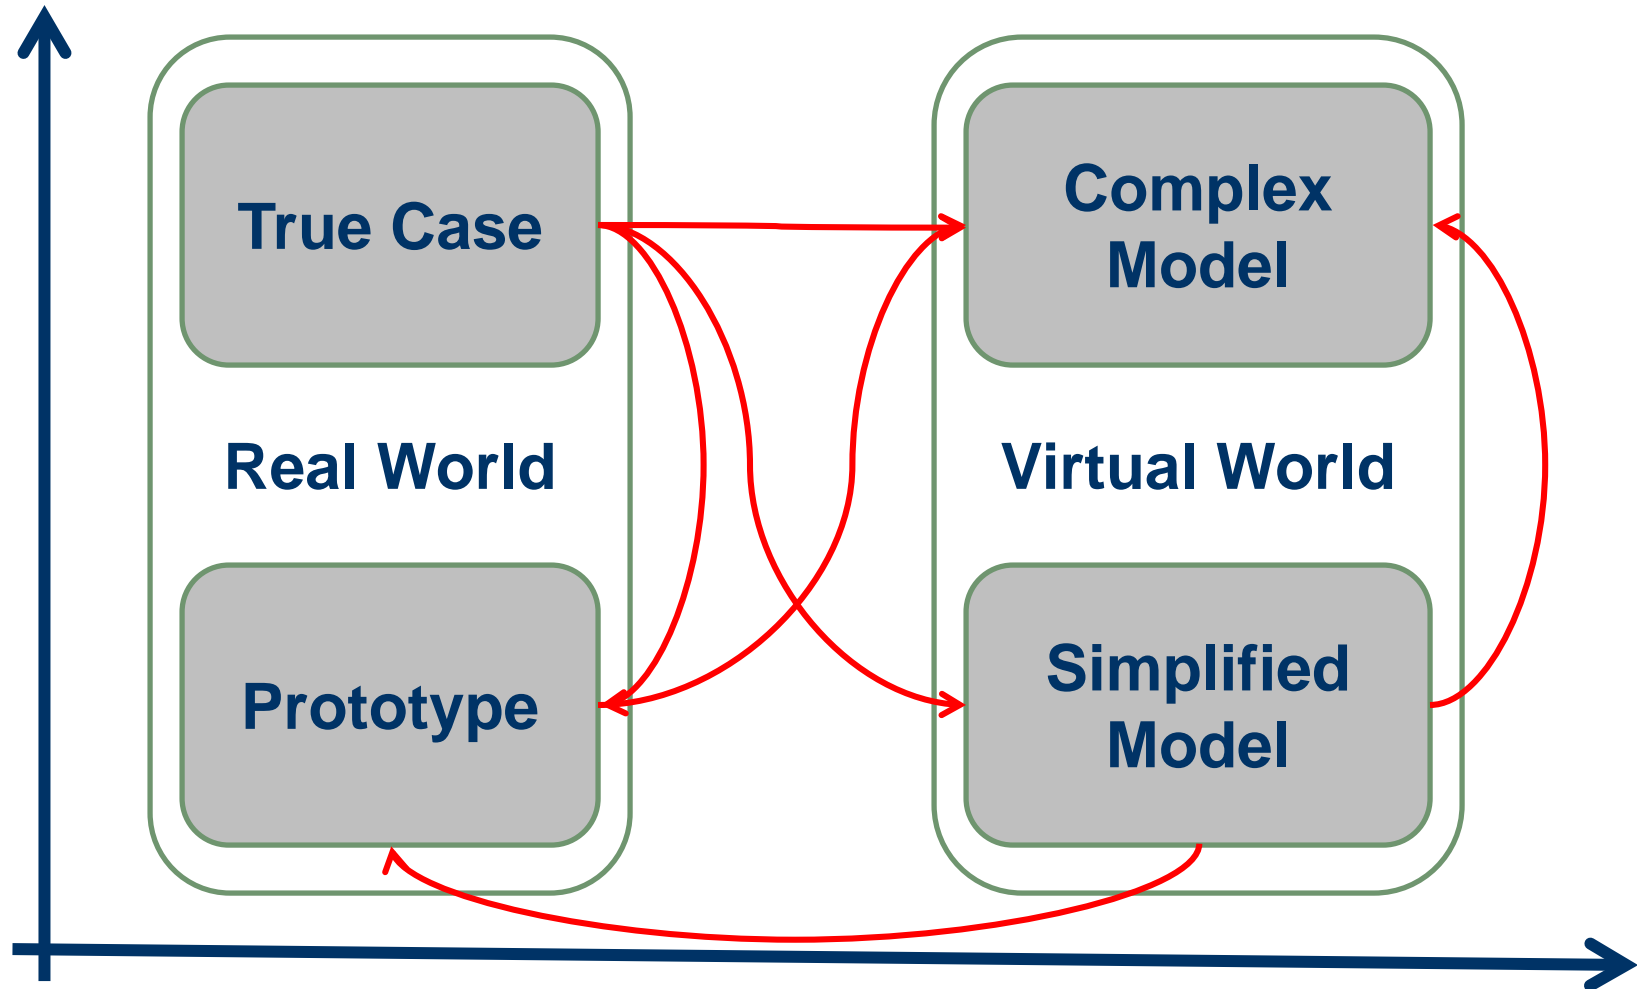 True Case
Complex
Model
Real World
Virtual World
Prototype
Simplified
Model